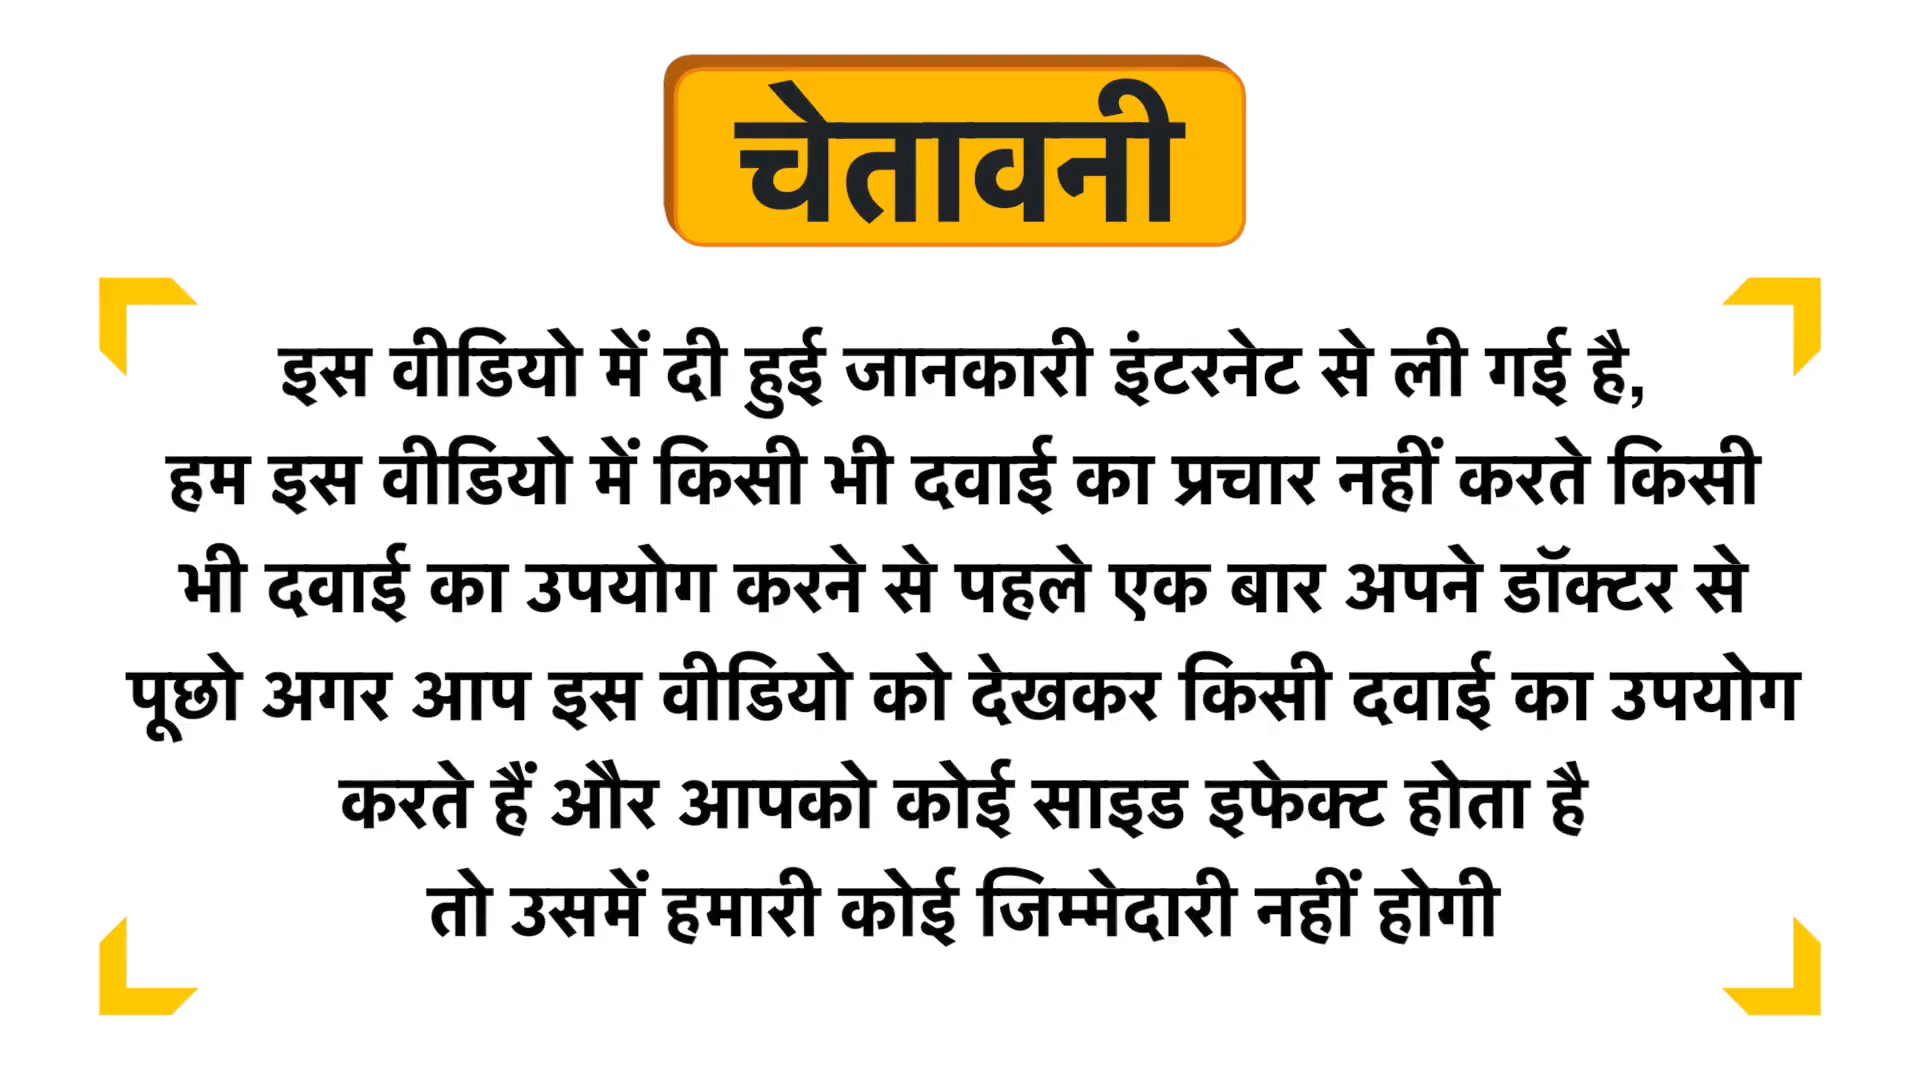 चेतावनी
इस वीडियो में दी हुई जानकारी इंटरनेट से ली गई है,
हम इस वीडियो में किसी भी दवाई का प्रचार नहीं करते किसी
भी दवाई का उपयोग करने से पहले एक बार अपने डॉक्टर से
पूछो अगर आप इस वीडियो को देखकर किसी दवाई का उपयोग
करते हैं और आपको कोई साइड इफेक्ट होता है
तो उसमें हमारी कोई जिम्मेदारी नहीं होगी